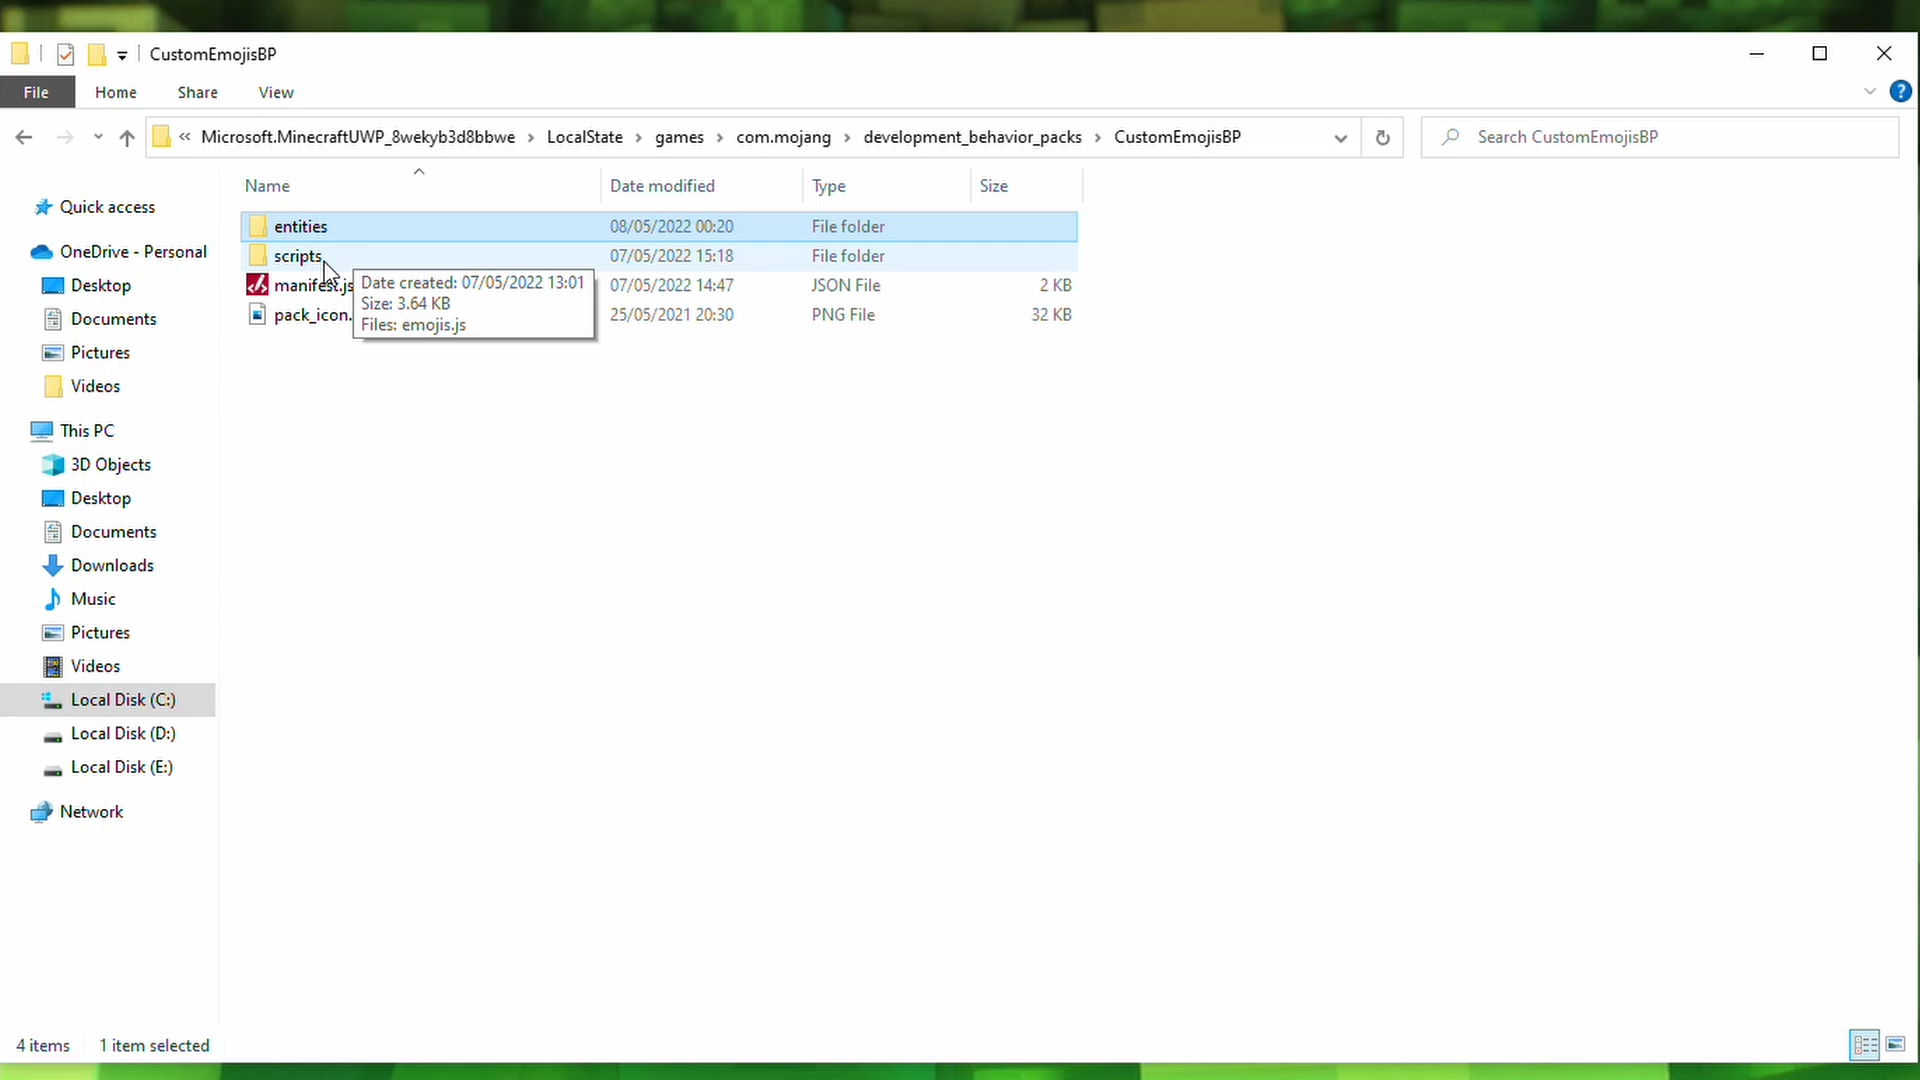 CustomEmojisBP
File Home Share View
« Microsoft.MinecraftUWP_8wekyb3d8bbwe › LocalState › games › com.mojang › development_behavior_packs › CustomEmojisBP
Search CustomEmojisBP
Name Date modified Type Size
entities 08/05/2022 00:20 File folder
scripts 07/05/2022 15:18 File folder
manifest.js 07/05/2022 14:47 JSON File 2 KB
pack_icon. 25/05/2021 20:30 PNG File 32 KB
Date created: 07/05/2022 13:01
Size: 3.64 KB
Files: emojis.js
Quick access
OneDrive - Personal
Desktop
Documents
Pictures
Videos
This PC
3D Objects
Desktop
Documents
Downloads
Music
Pictures
Videos
Local Disk (C:)
Local Disk (D:)
Local Disk (E:)
Network
4 items 1 item selected